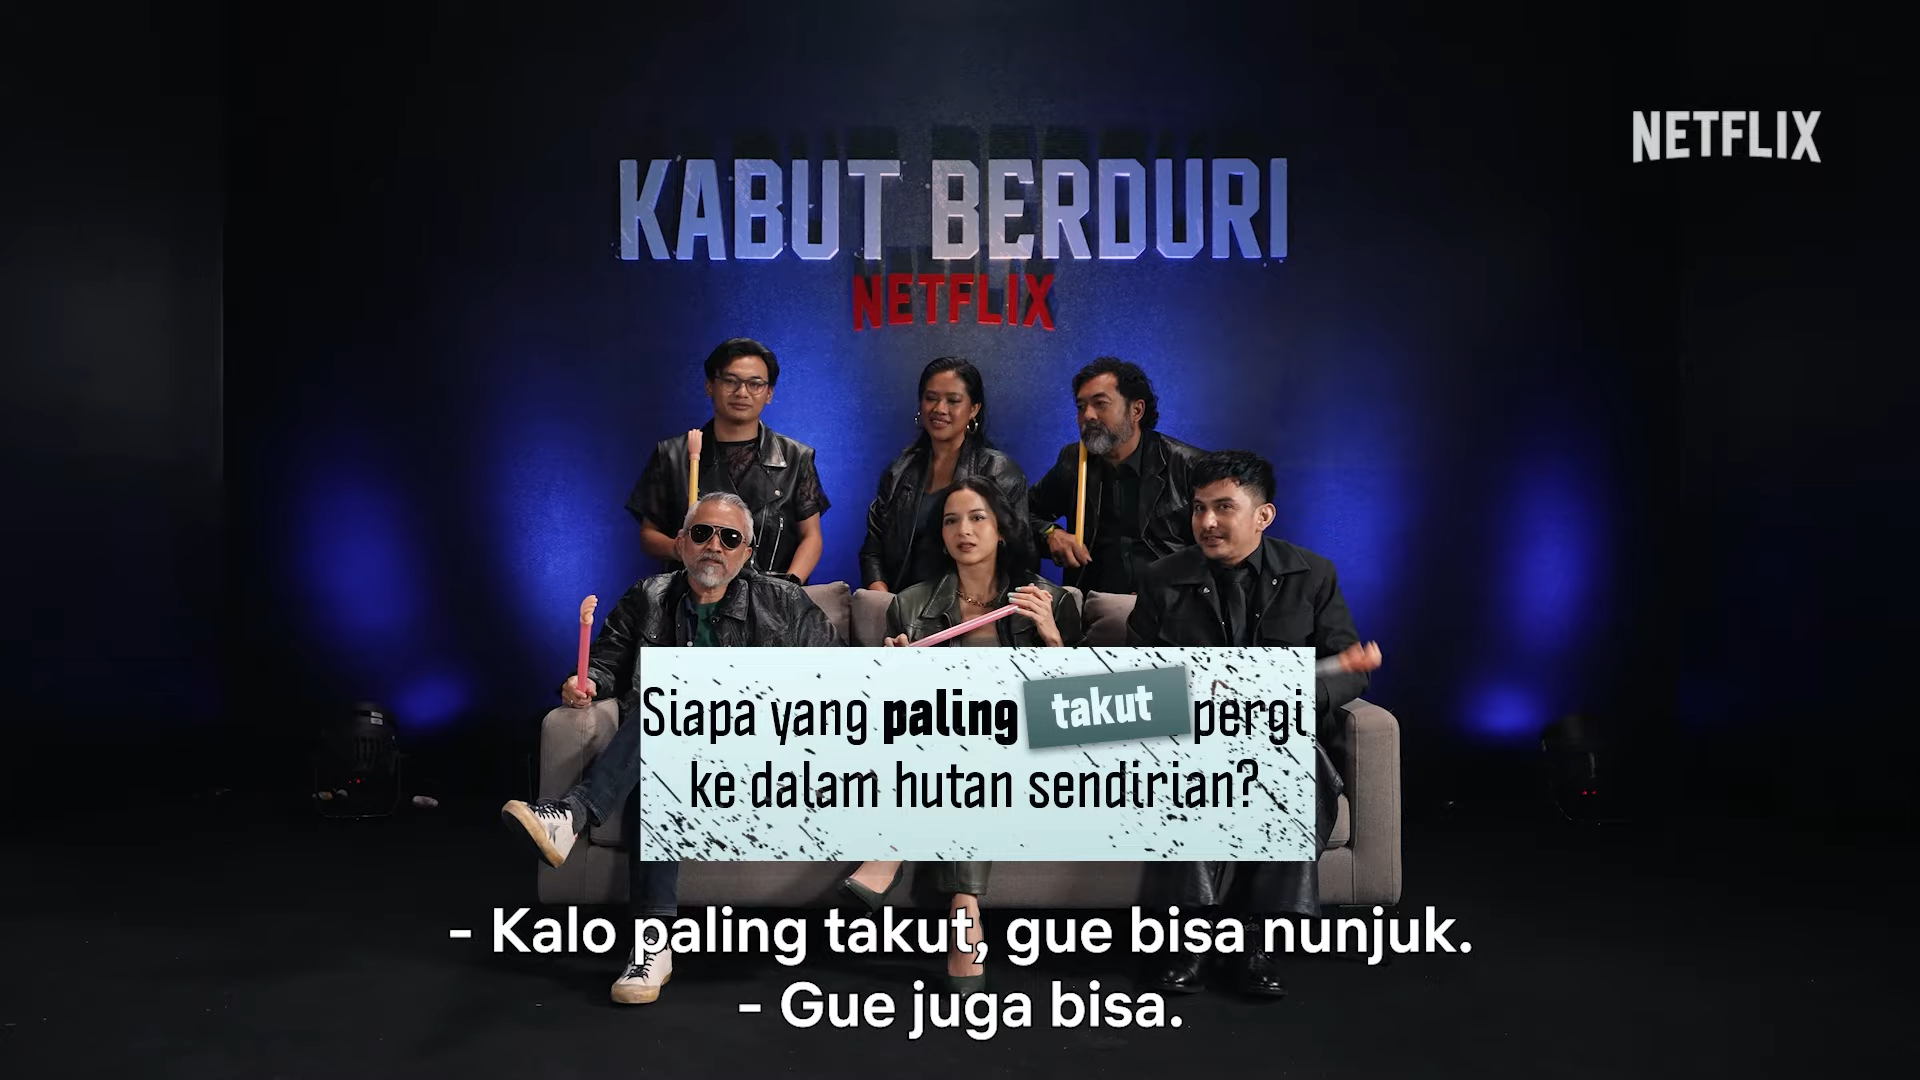 NETFLIX
KABUT BERDURI
NETFLIX
Siapa yang paling takut pergi
ke dalam hutan sendirian?
- Kalo paling takut, gue bisa nunjuk.
- Gue juga bisa.